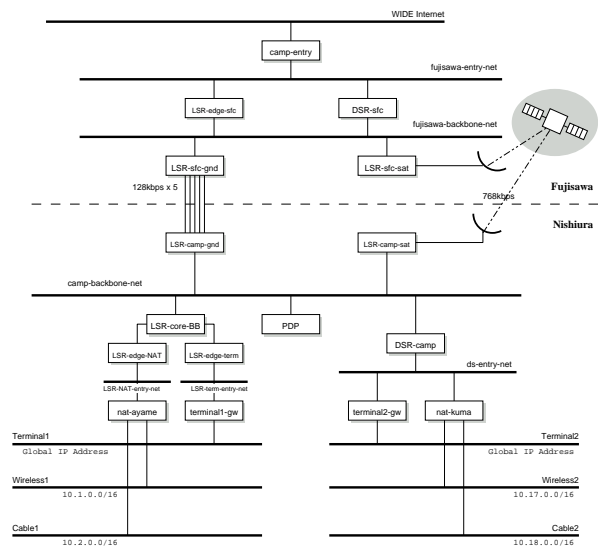 WIDE Internet
camp-entry
fujisawa-entry-net
LSR-edge-sfc
DSR-sfc
fujisawa-backbone-net
LSR-sfc-gnd
LSR-sfc-sat
128kbps x 5
Fujisawa
768kbps
Nishiura
LSR-camp-gnd
LSR-camp-sat
camp-backbone-net
LSR-core-BB
PDP
LSR-edge-NAT
LSR-edge-term
DSR-camp
ds-entry-net
LSR-NAT-entry-net
LSR-term-entry-net
nat-ayame
terminal1-gw
terminal2-gw
nat-kuma
Terminal1
Terminal2
Global IP Address
Global IP Address
Wireless1
Wireless2
10.1.0.0/16
10.17.0.0/16
Cable1
Cable2
10.2.0.0/16
10.18.0.0/16